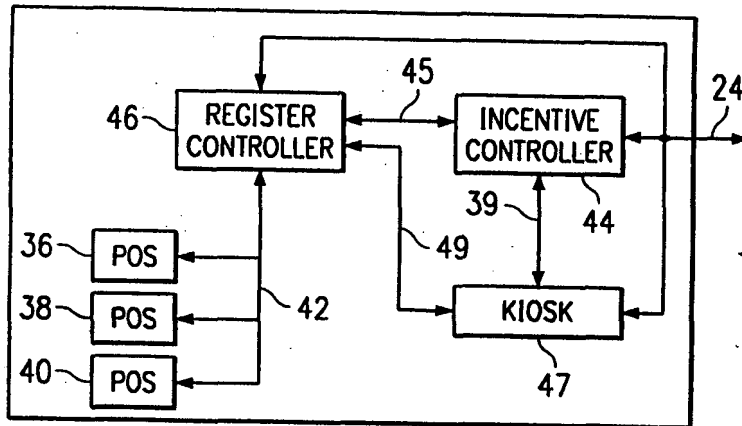 45
24
46
REGISTER
CONTROLLER
INCENTIVE
CONTROLLER
39
44
49
36
POS
38
POS
42
KIOSK
40
POS
47